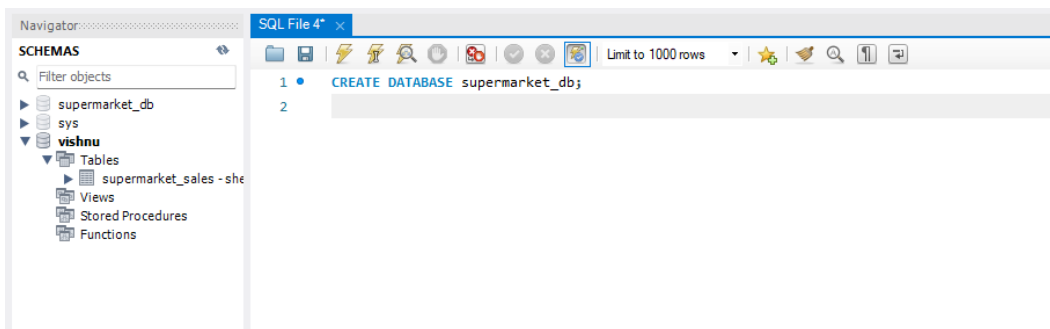 Navigator
SCHEMAS
Filter objects
supermarket_db
sys
vishnu
Tables
supermarket_sales - she
Views
Stored Procedures
Functions
SQL File 4*
Limit to 1000 rows
1 CREATE DATABASE supermarket_db;
2